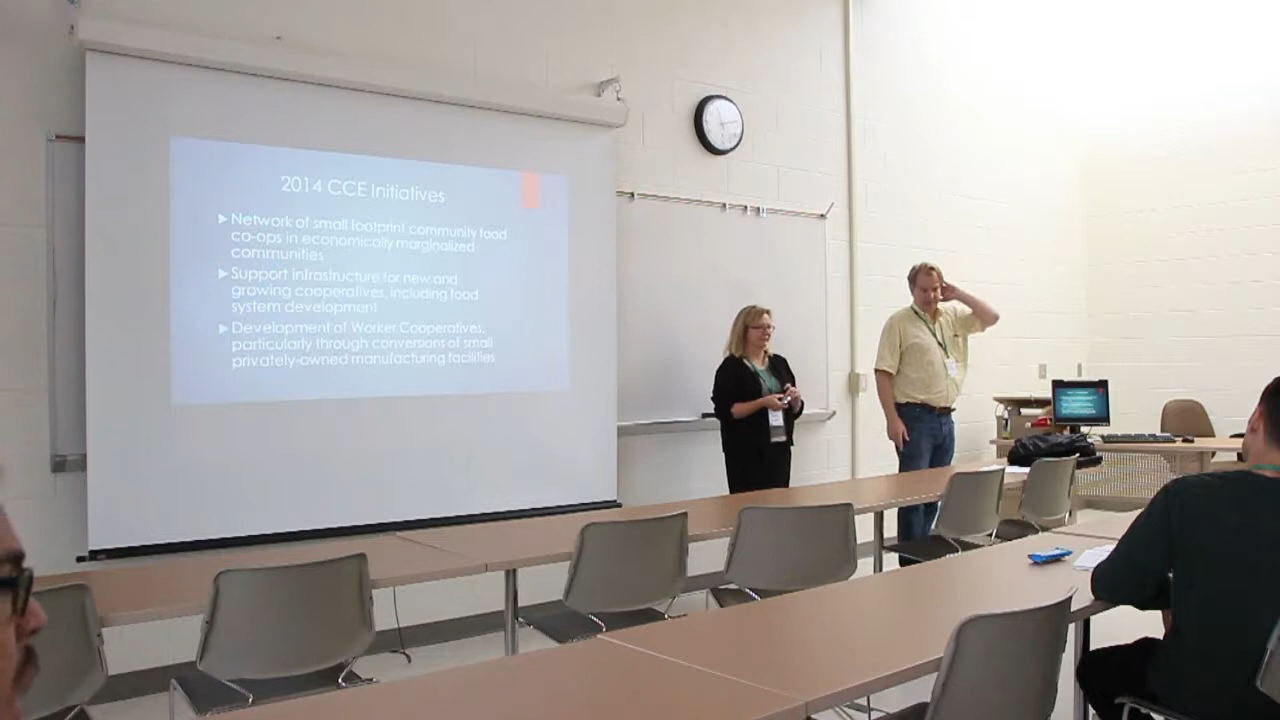 2014 CCE Initiatives
Network of small footprint community food
co-ops in economically marginalized
communities
Support infrastructure for new and
growing cooperatives, including food
system development
Development of Worker Cooperatives,
particularly through conversions of small
privately-owned manufacturing facilities